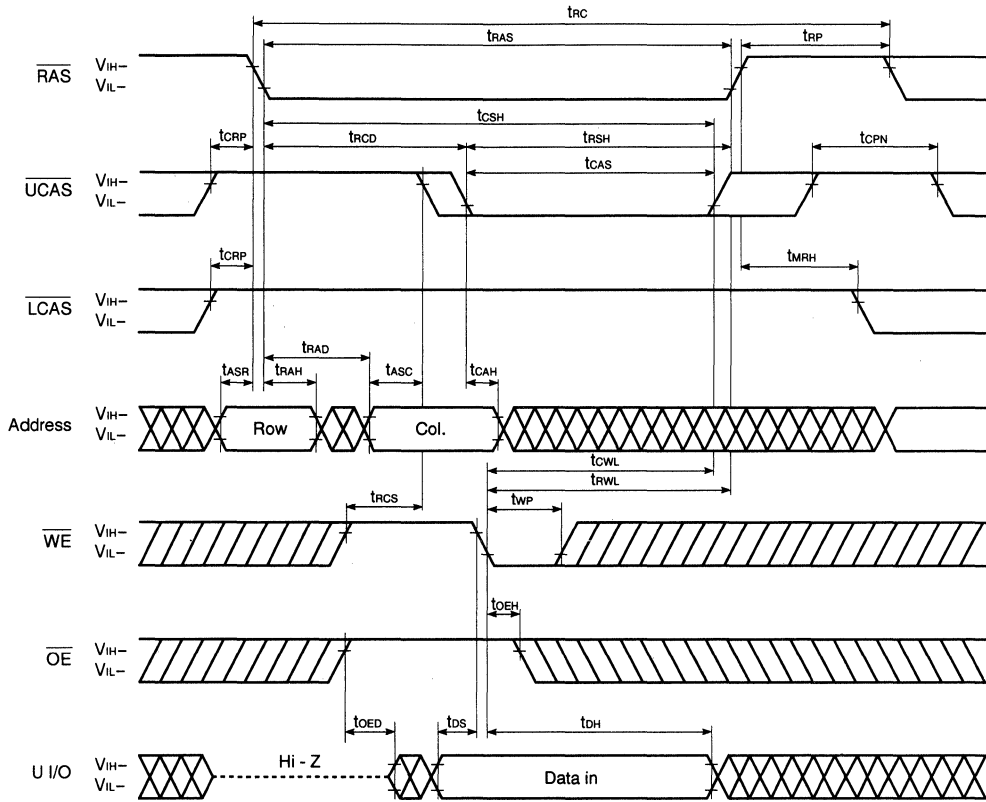 tRC
tRAS
tRP
RAS
VIH–
VIL–
tCSH
tCRP
tRCD
tRSH
tCPN
tCAS
UCAS
VIH–
VIL–
tCRP
tMRH
LCAS
VIH–
VIL–
tRAD
tASR
tRAH
tASC
tCAH
Address
VIH–
VIL–
Row
Col.
tCWL
tRWL
tRCS
tWP
WE
VIH–
VIL–
tOEH
OE
VIH–
VIL–
tOED
tDS
tDH
U I/O
VIH–
VIL–
Hi - Z
Data in